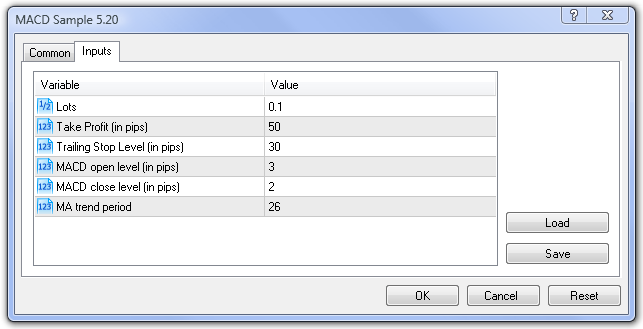 MACD Sample 5.20
Common Inputs
Variable Value
Lots 0.1
Take Profit (in pips) 50
Trailing Stop Level (in pips) 30
MACD open level (in pips) 3
MACD close level (in pips) 2
MA trend period 26
Load
Save
OK Cancel Reset